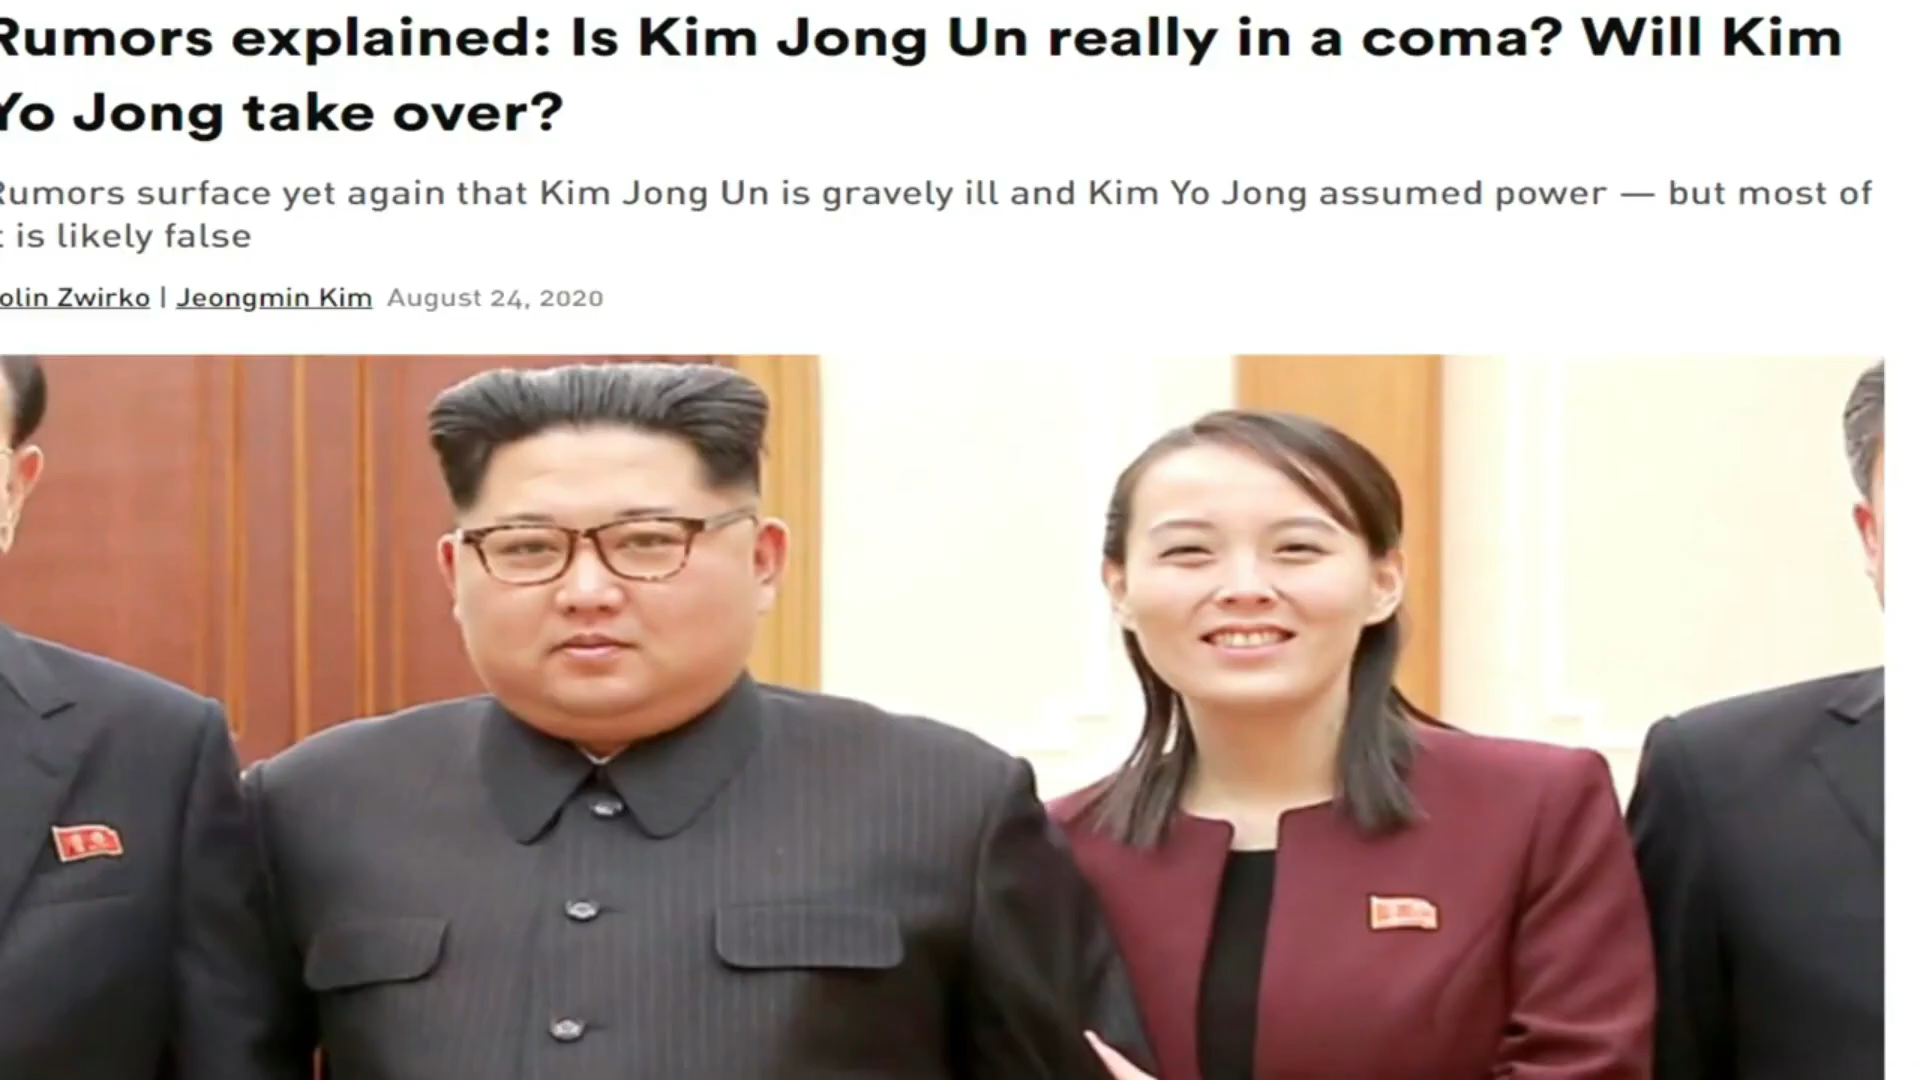 Rumors explained: Is Kim Jong Un really in a coma? Will Kim
Yo Jong take over?
Rumors surface yet again that Kim Jong Un is gravely ill and Kim Yo Jong assumed power — but most of
t is likely false
olin Zwirko | Jeongmin Kim August 24, 2020